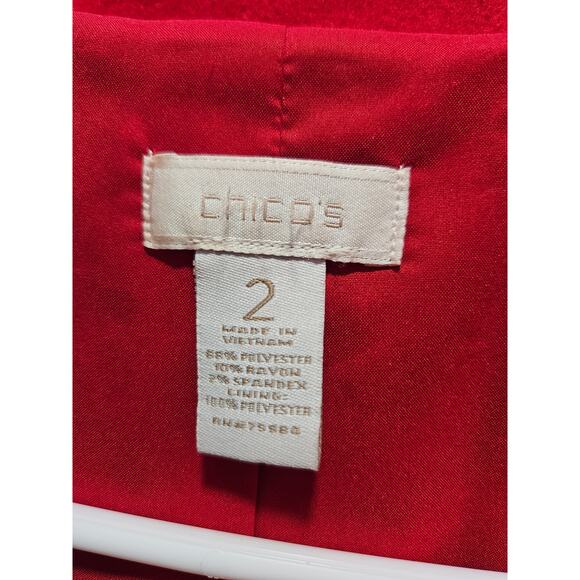 chico's
2
MADE IN
VIETNAM
88% POLYESTER
10% RAYON
2% SPANDEX
LINING:
100% POLYESTER